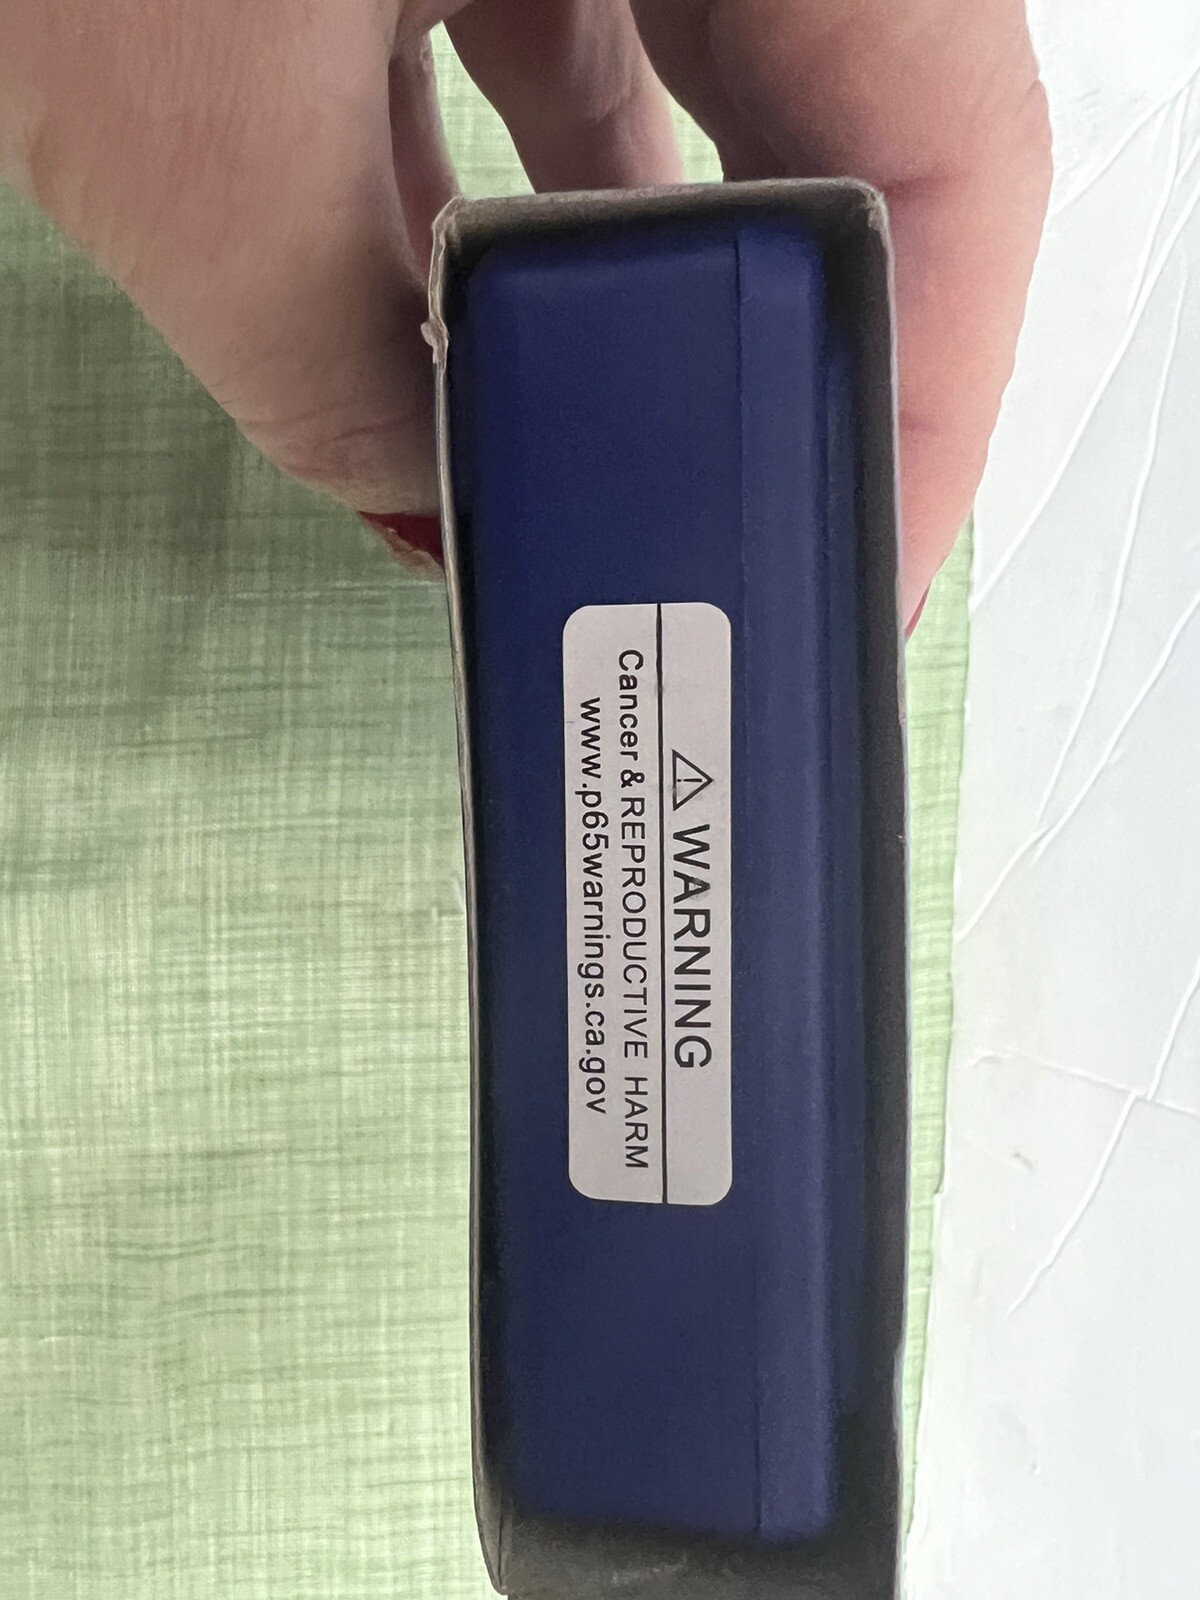 ⚠ WARNING
Cancer & REPRODUCTIVE HARM
www.p65warnings.ca.gov